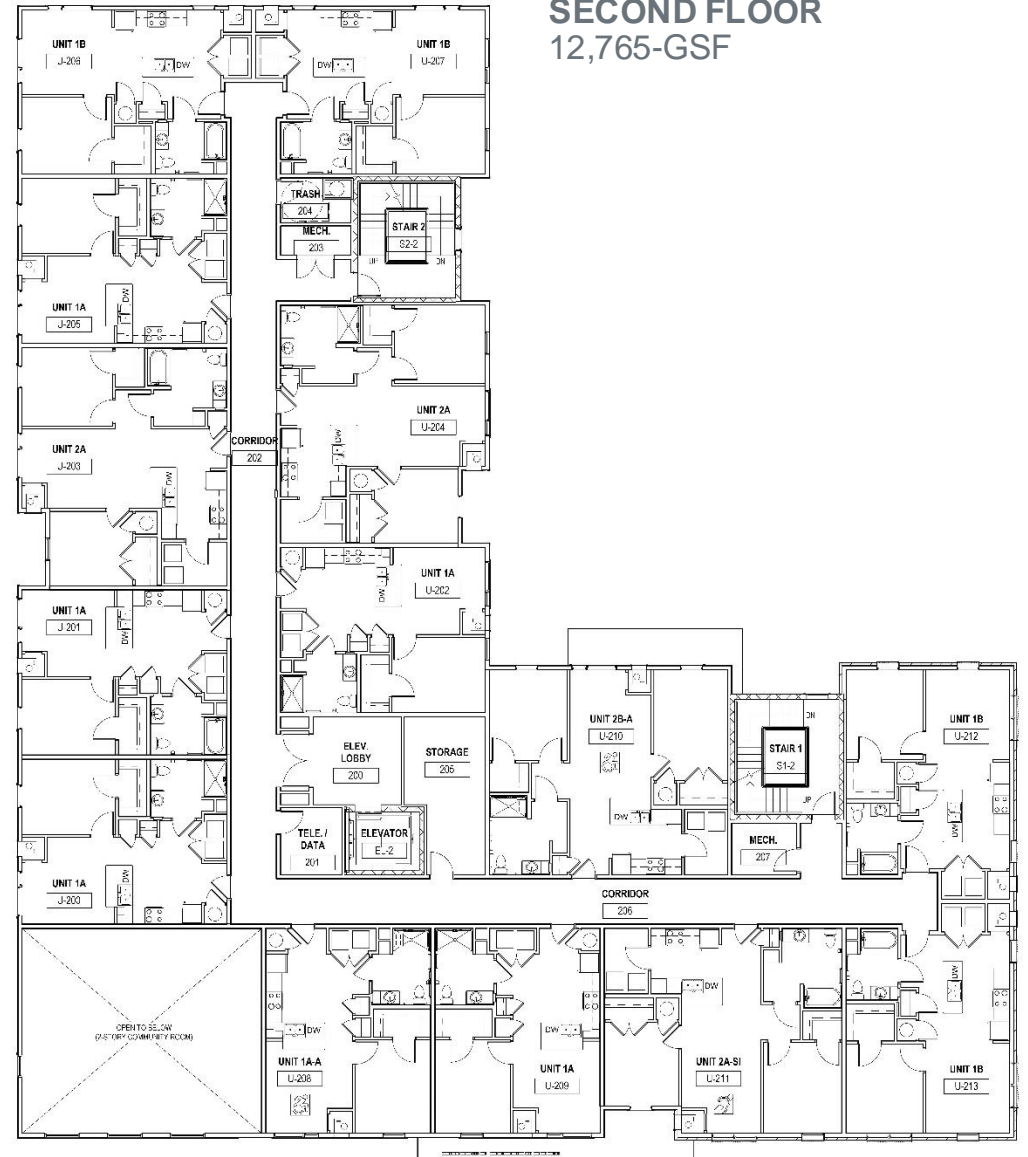 SECOND FLOOR
12,765-GSF
UNIT 1B
U-206
DW
UNIT 1B
U-207
DW
TRASH
204
MECH.
203
STAIR 2
S2-2
UP
DN
UNIT 1A
U-205
DW
UNIT 2A
U-204
DW
UNIT 2A
U-203
DW
CORRIDOR
202
UNIT 1A
U-202
DW
UNIT 1A
U-201
DW
ELEV.
LOBBY
200
STORAGE
205
TELE. /
DATA
201
ELEVATOR
EL-2
UNIT 2B-A
U-210
DW
STAIR 1
S1-2
DN
UP
MECH.
207
UNIT 1B
U-212
DW
UNIT 1A
U-200
DW
CORRIDOR
206
OPEN TO BELOW
(2-STORY COMMUNITY ROOM)
UNIT 1A-A
U-208
DW
UNIT 1A
U-209
DW
UNIT 2A-SI
U-211
DW
UNIT 1B
U-213
DW